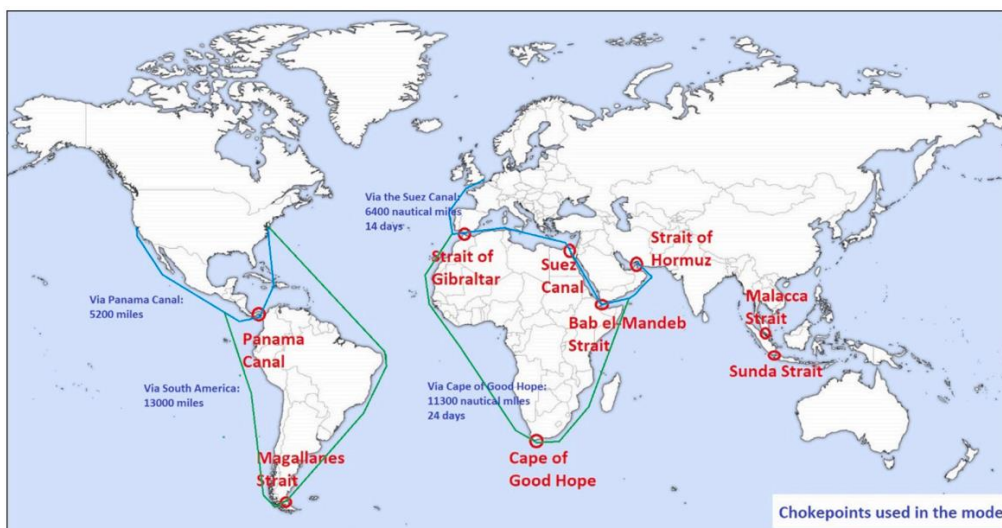 Via the Suez Canal:
6400 nautical miles
14 days
Strait of
Gibraltar
Suez
Canal
Strait of
Hormuz
Malacca
Strait
Bab el-Mandeb
Strait
Sunda Strait
Via Panama Canal:
5200 miles
Panama
Canal
Via South America:
13000 miles
Via Cape of Good Hope:
11300 nautical miles
24 days
Magallanes
Strait
Cape of
Good Hope
Chokepoints used in the mode